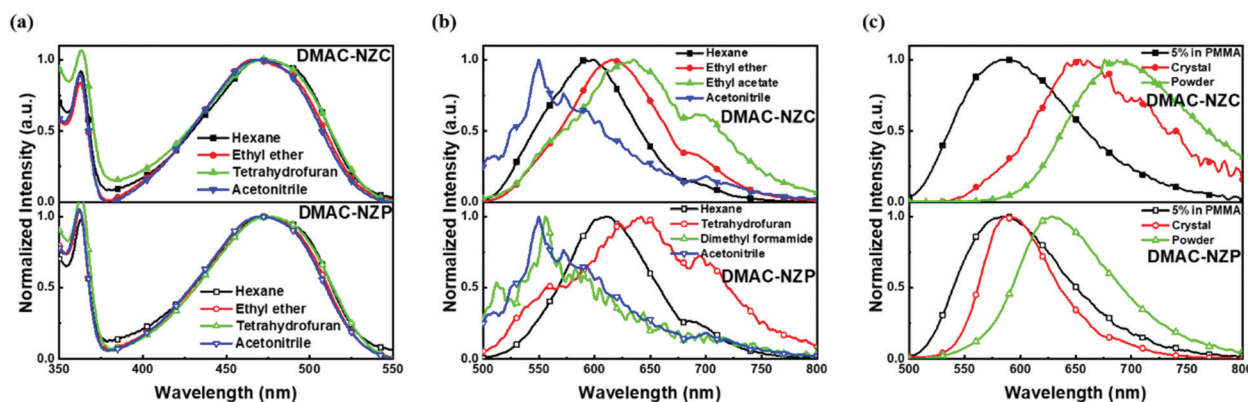 (a)
DMAC-NZC
Hexane
Ethyl ether
Tetrahydrofuran
Acetonitrile
1.0
0.5
0.0
DMAC-NZP
Hexane
Ethyl ether
Tetrahydrofuran
Acetonitrile
1.0
0.5
0.0
350 400 450 500 550
Normalized Intensity (a.u.)
Wavelength (nm)
(b)
Hexane
Ethyl ether
Ethyl acetate
Acetonitrile
DMAC-NZC
1.0
0.5
0.0
Hexane
Tetrahydrofuran
Dimethyl formamide
Acetonitrile
DMAC-NZP
1.0
0.5
0.0
500 550 600 650 700 750 800
Normalized Intensity (a.u.)
Wavelength (nm)
(c)
5% in PMMA
Crystal
Powder
DMAC-NZC
1.0
0.5
0.0
5% in PMMA
Crystal
Powder
DMAC-NZP
1.0
0.5
0.0
500 550 600 650 700 750 800
Normalized Intensity (a.u.)
Wavelength (nm)